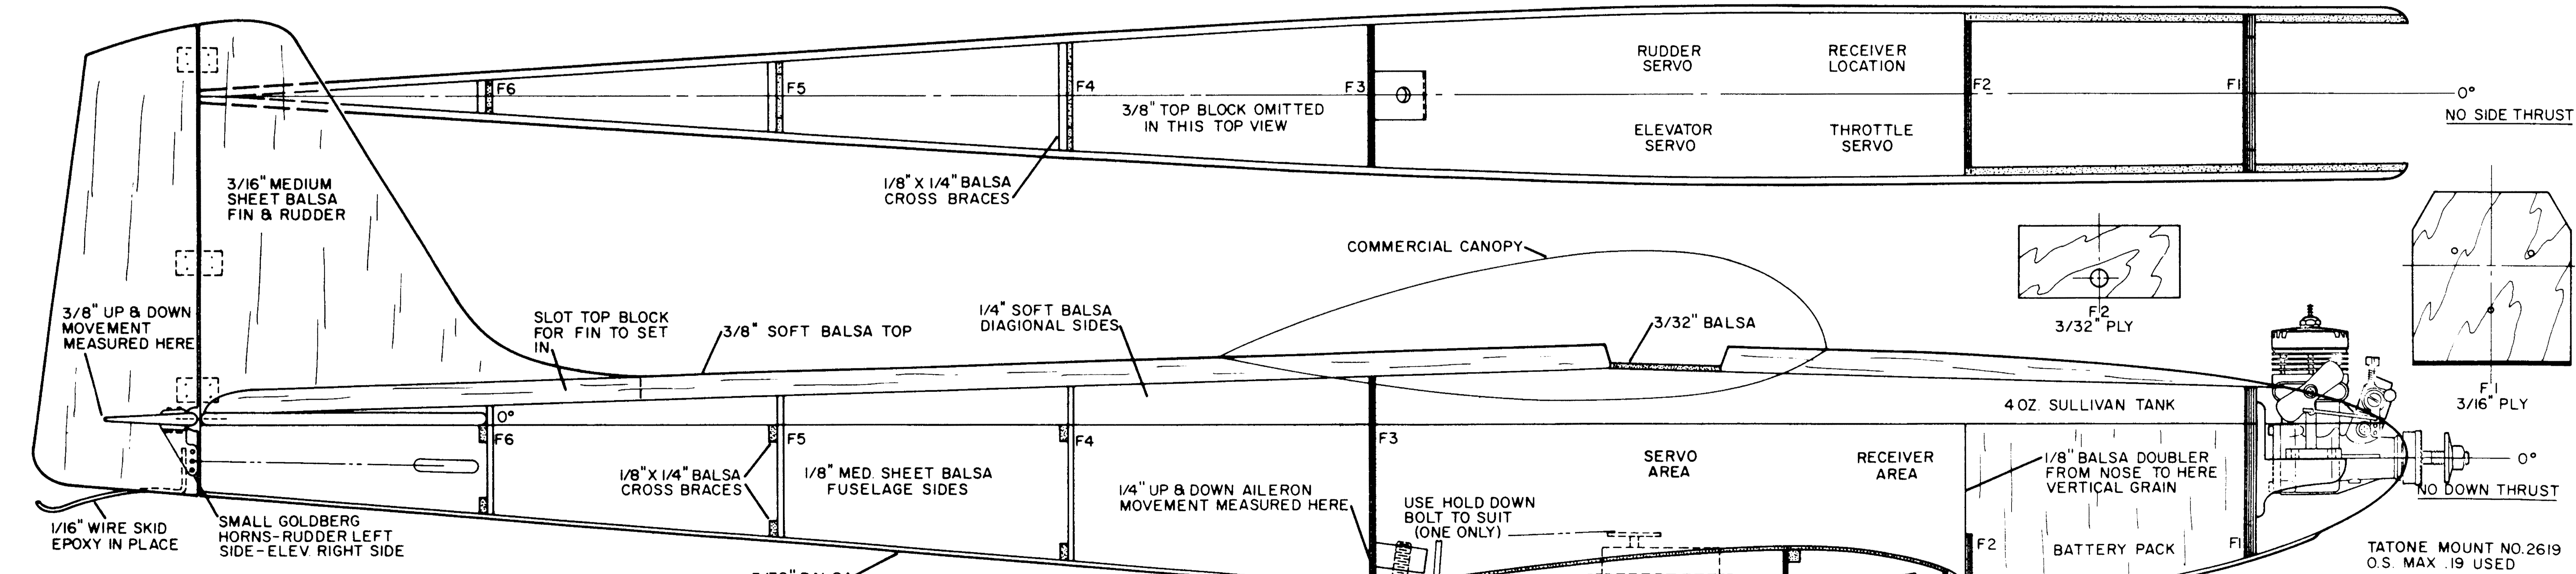 RUDDER
SERVO
RECEIVER
LOCATION
F6
F5
F4
F3
F2
F1
0°
NO SIDE THRUST
3/8" TOP BLOCK OMITTED
IN THIS TOP VIEW
ELEVATOR
SERVO
THROTTLE
SERVO
1/8" X 1/4" BALSA
CROSS BRACES
3/16" MEDIUM
SHEET BALSA
FIN & RUDDER
COMMERCIAL CANOPY
F2
3/32" PLY
F1
3/16" PLY
3/8" UP & DOWN
MOVEMENT
MEASURED HERE
SLOT TOP BLOCK
FOR FIN TO SET
IN
3/8" SOFT BALSA TOP
1/4" SOFT BALSA
DIAGIONAL SIDES
3/32" BALSA
4 OZ. SULLIVAN TANK
0°
F6
F5
F4
F3
1/8" X 1/4" BALSA
CROSS BRACES
1/8" MED. SHEET BALSA
FUSELAGE SIDES
1/4" UP & DOWN AILERON
MOVEMENT MEASURED HERE
SERVO
AREA
RECEIVER
AREA
1/8" BALSA DOUBLER
FROM NOSE TO HERE
VERTICAL GRAIN
0°
NO DOWN THRUST
USE HOLD DOWN
BOLT TO SUIT
(ONE ONLY)
1/16" WIRE SKID
EPOXY IN PLACE
SMALL GOLDBERG
HORNS-RUDDER LEFT
SIDE-ELEV. RIGHT SIDE
F2
BATTERY PACK
F1
TATONE MOUNT NO.2619
O.S. MAX .19 USED